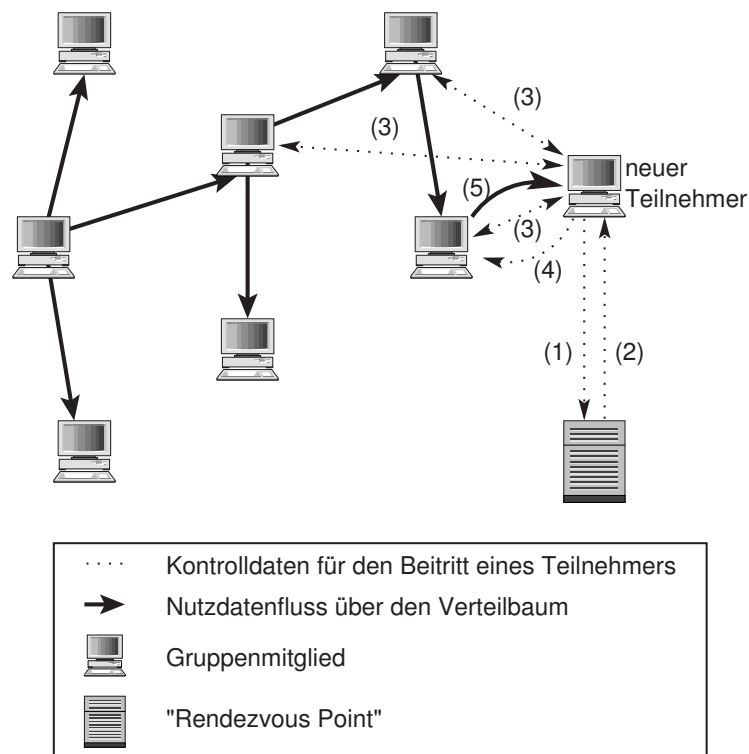 (3)
(3)
neuer
Teilnehmer
(5)
(3)
(4)
(1)
(2)
Kontrolldaten für den Beitritt eines Teilnehmers
Nutzdatenfluss über den Verteilbaum
Gruppenmitglied
"Rendezvous Point"